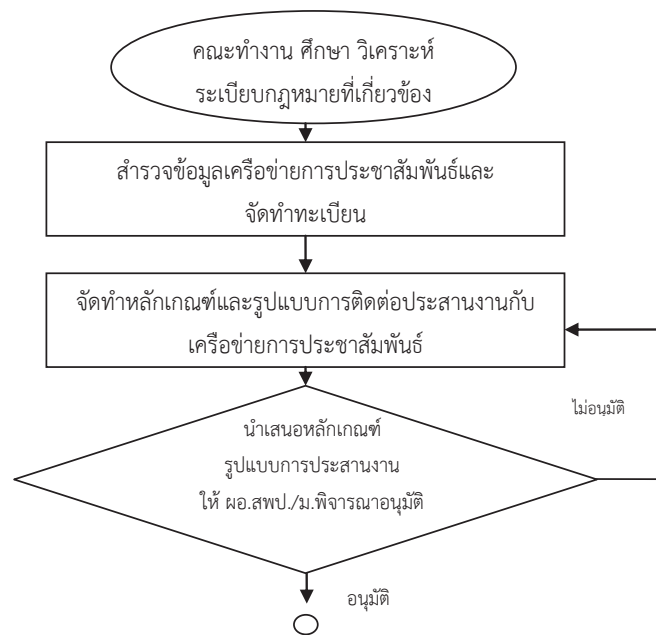 คณะทำงาน ศึกษา วิเคราะห์
ระเบียบกฎหมายที่เกี่ยวข้อง
สำรวจข้อมูลเครือข่ายการประชาสัมพันธ์และ
จัดทำทะเบียน
จัดทำหลักเกณฑ์และรูปแบบการติดต่อประสานงานกับ
เครือข่ายการประชาสัมพันธ์
ไม่อนุมัติ
นำเสนอหลักเกณฑ์
รูปแบบการประสานงาน
ให้ ผอ.สพป./ม.พิจารณาอนุมัติ
อนุมัติ